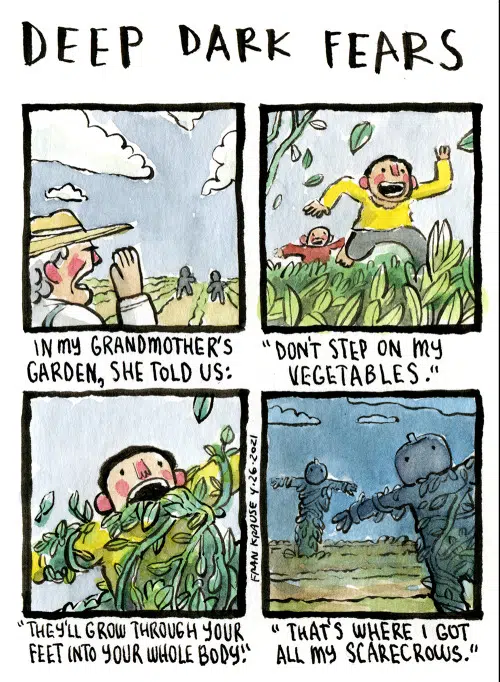 DEEP DARK FEARS
IN MY GRANDMOTHER'S
GARDEN, SHE TOLD US:
"DON'T STEP ON MY
VEGETABLES."
"THEY'LL GROW THROUGH YOUR
FEET INTO YOUR WHOLE BODY."
FRAN KRAUSE 4·26·2021
"THAT'S WHERE I GOT
ALL MY SCARECROWS."